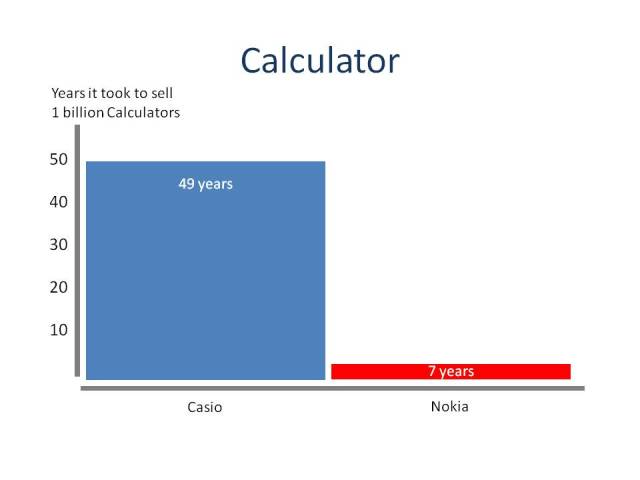 Calculator
Years it took to sell
1 billion Calculators
50
49 years
40
30
20
10
7 years
Casio
Nokia